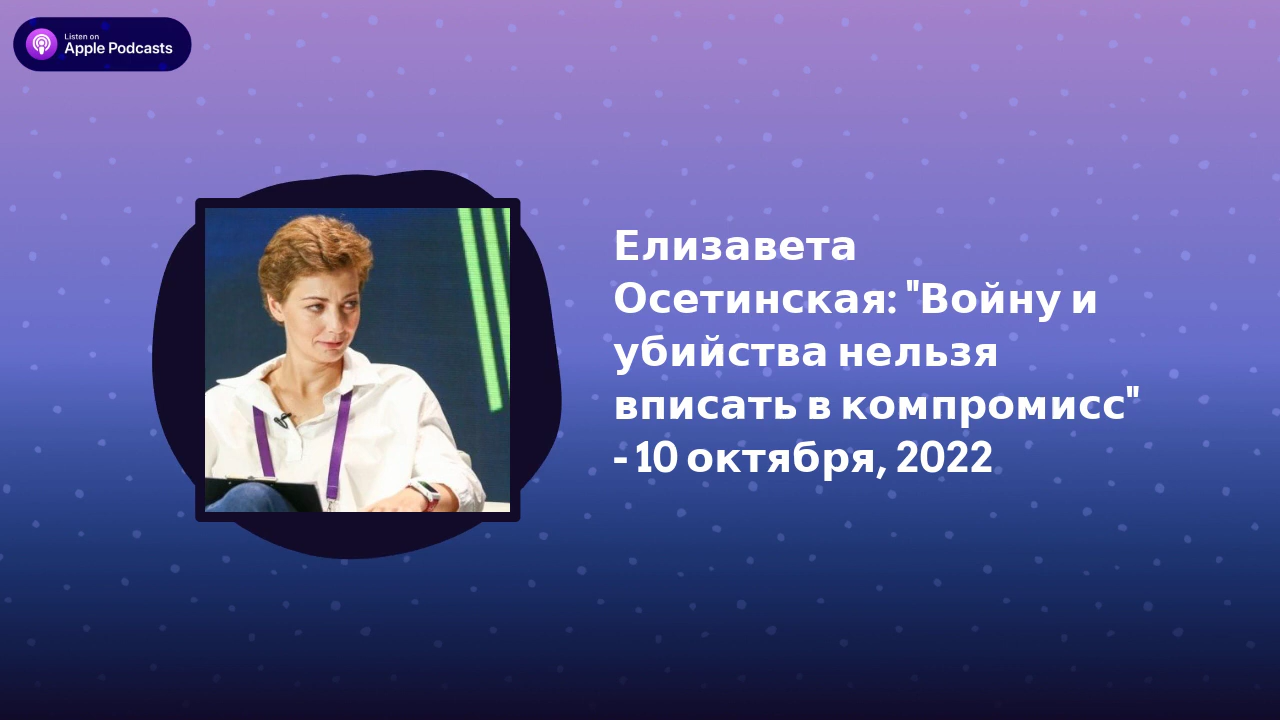 Listen on
Apple Podcasts
Елизавета
Осетинская: "Войну и
убийства нельзя
вписать в компромисс"
- 10 октября, 2022